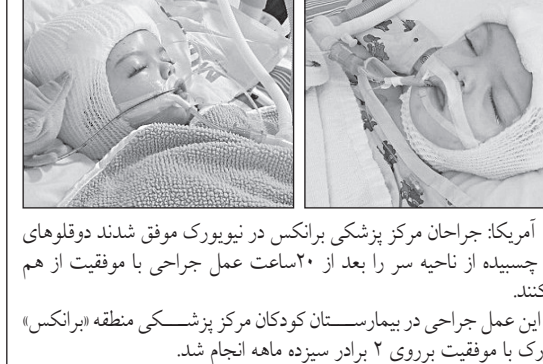 آمریکا: جراحان مرکز پزشکی برانکس در نیویورک موفق شدند دوقلوهای
چسبیده از ناحیه سر را بعد از ۲۰ساعت عمل جراحی با موفقیت از هم
کنند.
این عمل جراحی در بیمارستان کودکان مرکز پزشکی منطقه «برانکس»
رک با موفقیت برروی ۲ برادر سیزده ماهه انجام شد.